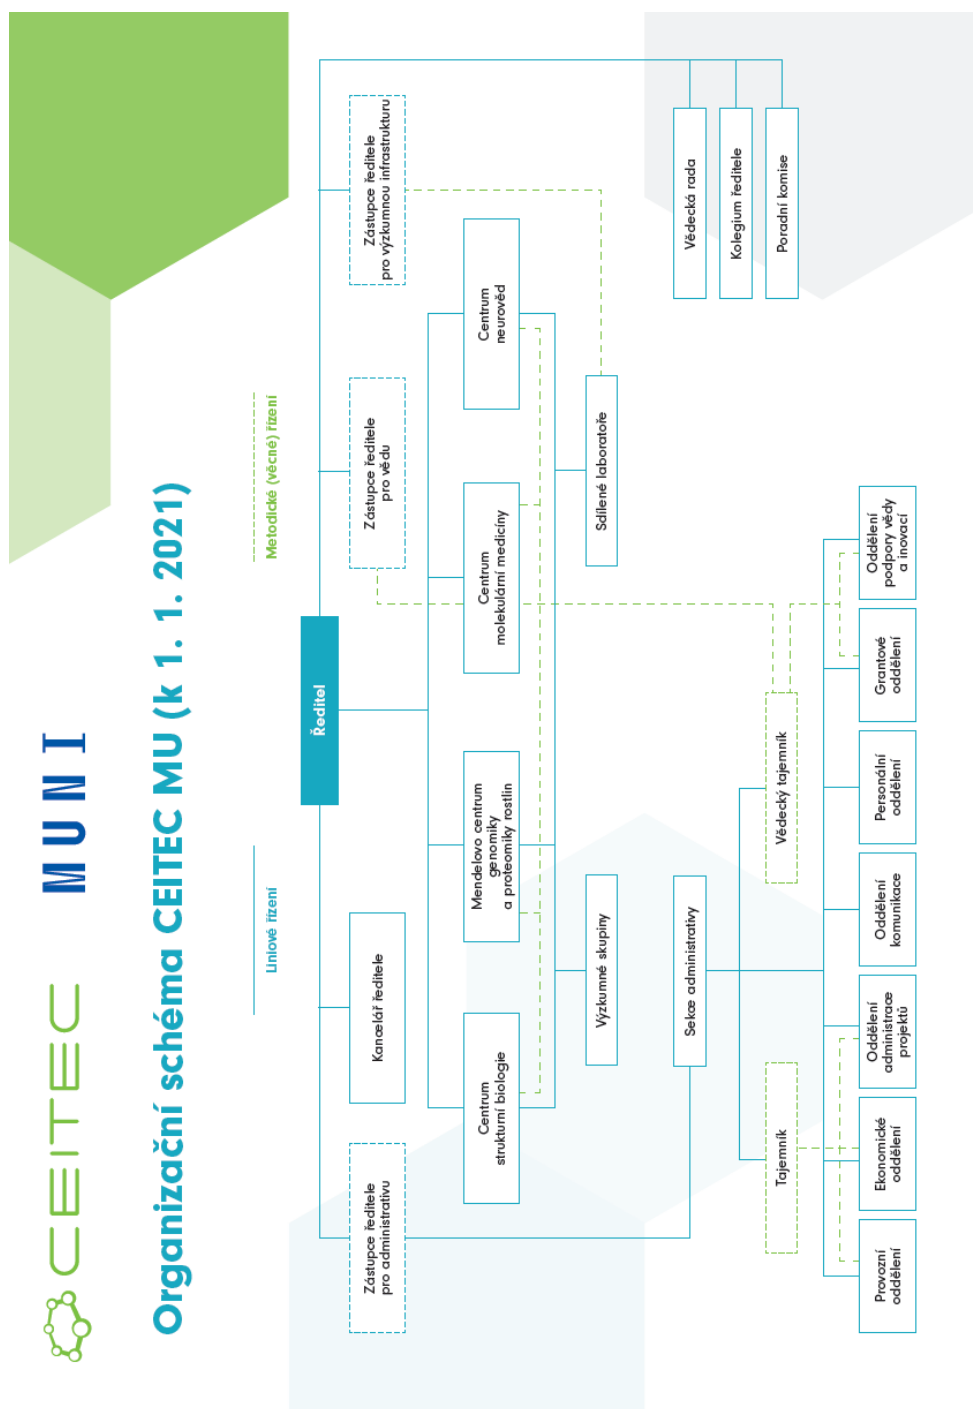 CEITEC MUNI
Organizační schéma CEITEC MU (k 1. 1. 2021)
Liniové řízení
Metodické (věcné) řízení
Ředitel
Zástupce ředitele
pro administrativu
Kancelář ředitele
Zástupce ředitele
pro vědu
Zástupce ředitele
pro výzkumnou infrastrukturu
Centrum
strukturní biologie
Mendelovo centrum
genomiky
a proteomiky rostlin
Centrum
molekulární medicíny
Centrum
neurověd
Výzkumné skupiny
Sdílené laboratoře
Sekce administrativy
Vědecká rada
Kolegium ředitele
Poradní komise
Tajemník
Vědecký tajemník
Provozní
oddělení
Ekonomické
oddělení
Oddělení
administrace
projektů
Oddělení
komunikace
Personální
oddělení
Grantové
oddělení
Oddělení
podpory vědy
a inovací